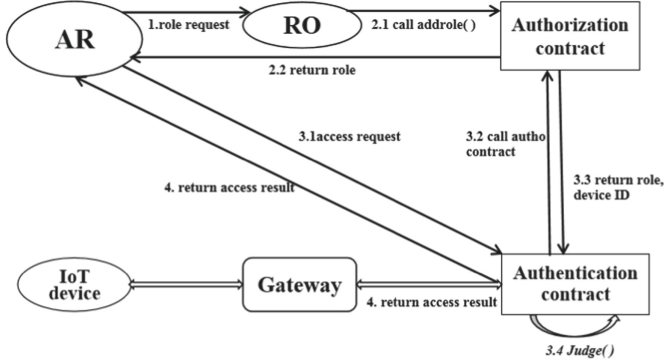 AR
1.role request
RO
2.1 call addrole( )
Authorization
contract
2.2 return role
3.1access request
3.2 call autho
contract
3.3 return role,
device ID
4. return access result
IoT
device
Gateway
4. return access result
Authentication
contract
3.4 Judge( )